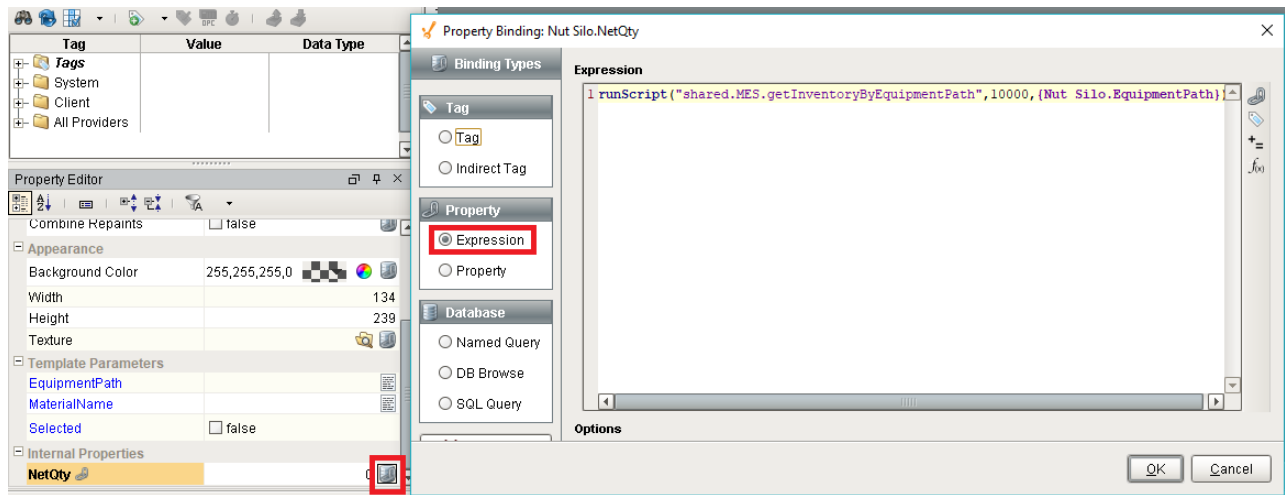 OPC
Tag Value Data Type
Tags
System
Client
All Providers
Property Editor
Combine Repaints false
Appearance
Background Color 255,255,255,0
Width 134
Height 239
Texture
Template Parameters
EquipmentPath
MaterialName
Selected false
Internal Properties
NetQty
Property Binding: Nut Silo.NetQty
Binding Types
Tag
Tag
Indirect Tag
Property
Expression
Property
Database
Named Query
DB Browse
SQL Query
Expression
1 runScript("shared.MES.getInventoryByEquipmentPath",10000,{Nut Silo.EquipmentPath})
f(x)
Options
OK Cancel